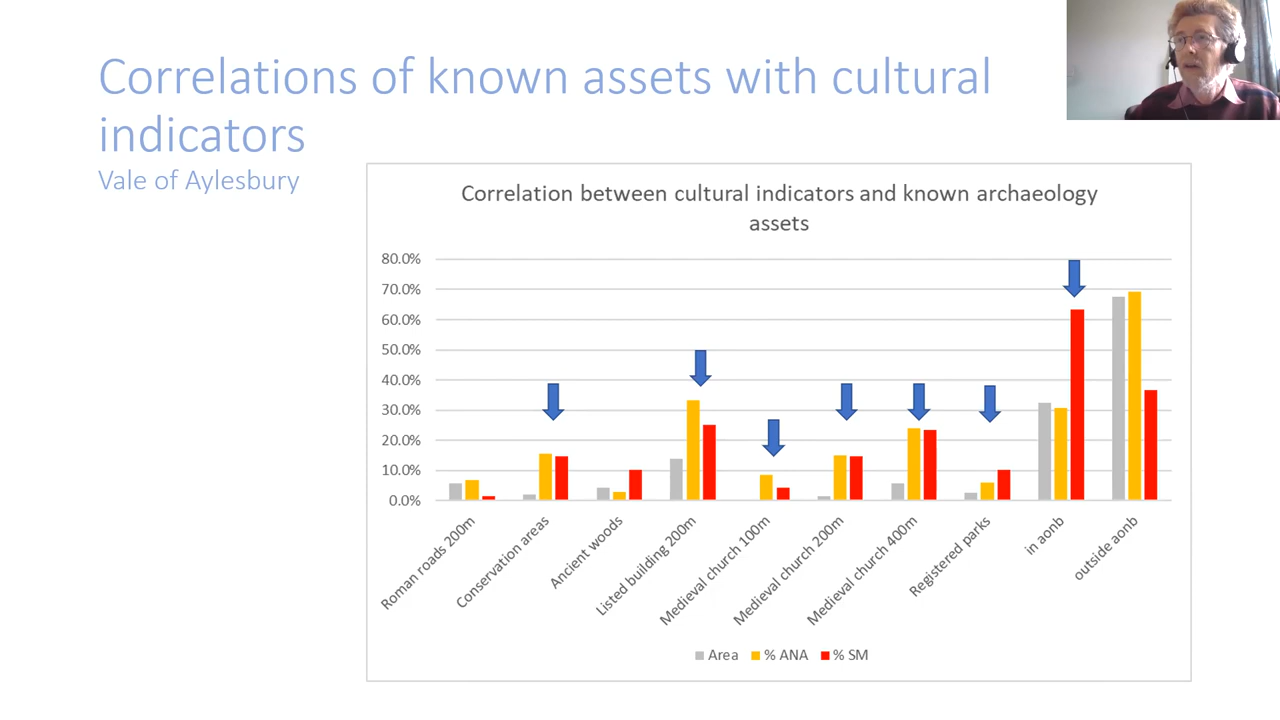 Correlations of known assets with cultural
indicators
Vale of Aylesbury
Correlation between cultural indicators and known archaeology
assets
80.0%
70.0%
60.0%
50.0%
40.0%
30.0%
20.0%
10.0%
0.0%
Roman roads 200m
Conservation areas
Ancient woods
Listed building 200m
Medieval church 100m
Medieval church 200m
Medieval church 400m
Registered parks
in aonb
outside aonb
Area % ANA % SM